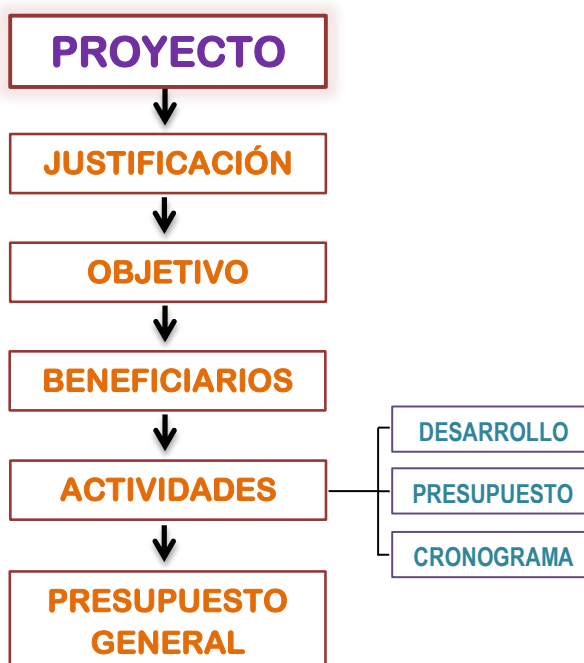 PROYECTO
JUSTIFICACIÓN
OBJETIVO
BENEFICIARIOS
ACTIVIDADES
DESARROLLO
PRESUPUESTO
CRONOGRAMA
PRESUPUESTO
GENERAL